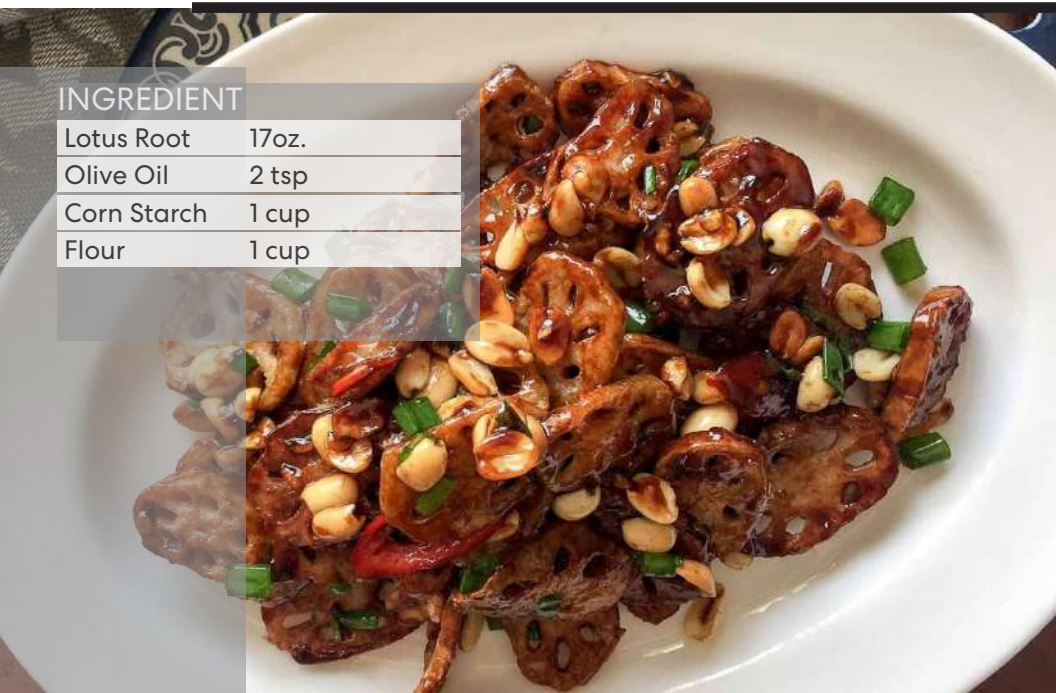 INGREDIENT
Lotus Root 17oz.
Olive Oil 2 tsp
Corn Starch 1 cup
Flour 1 cup